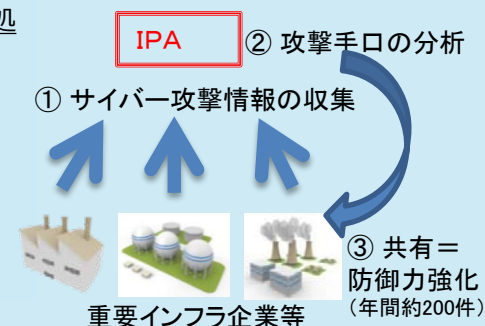 処
IPA
② 攻撃手口の分析
① サイバー攻撃情報の収集
③ 共有＝
防御力強化
（年間約200件）
重要インフラ企業等